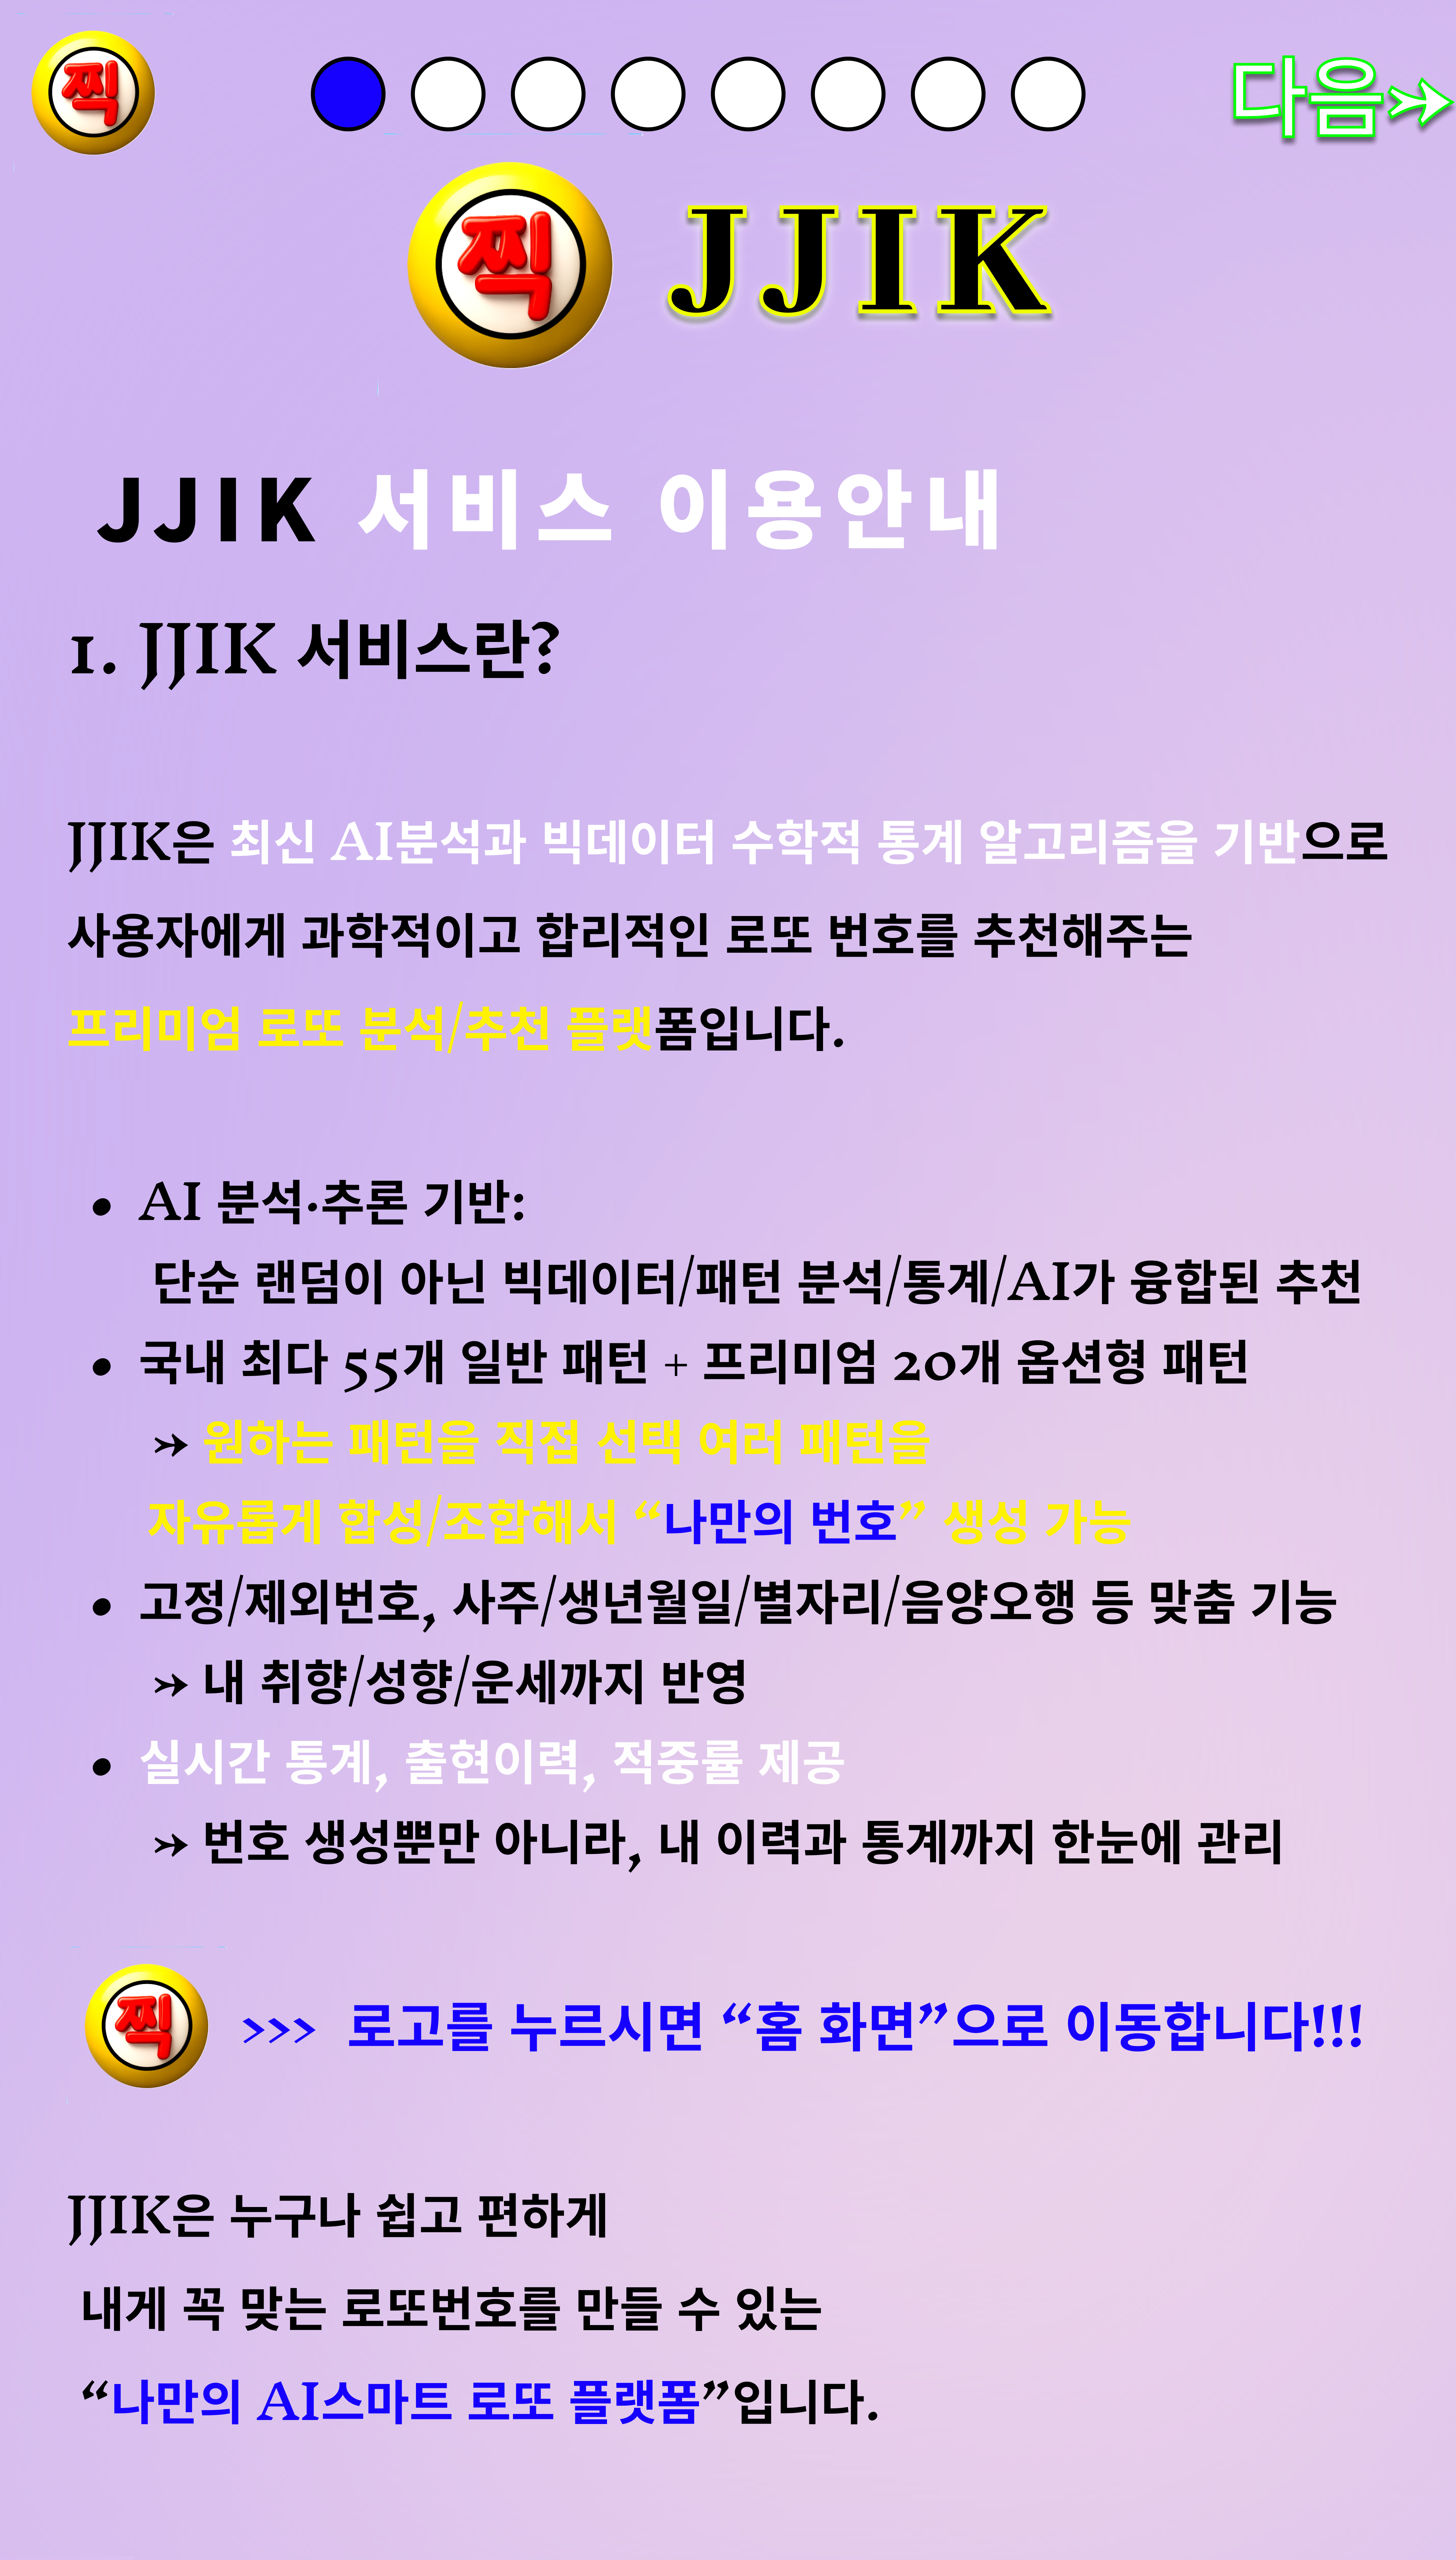 찍
다음➳
찍 JJIK
JJIK 서비스 이용안내
1. JJIK 서비스란?
JJIK은 최신 AI분석과 빅데이터 수학적 통계 알고리즘을 기반으로
사용자에게 과학적이고 합리적인 로또 번호를 추천해주는
프리미엄 로또 분석/추천 플랫폼입니다.
• AI 분석·추론 기반:
단순 랜덤이 아닌 빅데이터/패턴 분석/통계/AI가 융합된 추천
• 국내 최다 55개 일반 패턴 + 프리미엄 20개 옵션형 패턴
➳ 원하는 패턴을 직접 선택 여러 패턴을
자유롭게 합성/조합해서 “나만의 번호” 생성 가능
• 고정/제외번호, 사주/생년월일/별자리/음양오행 등 맞춤 기능
➳ 내 취향/성향/운세까지 반영
• 실시간 통계, 출현이력, 적중률 제공
➳ 번호 생성뿐만 아니라, 내 이력과 통계까지 한눈에 관리
찍 >>> 로고를 누르시면 “홈 화면”으로 이동합니다!!!
JJIK은 누구나 쉽고 편하게
내게 꼭 맞는 로또번호를 만들 수 있는
“나만의 AI스마트 로또 플랫폼”입니다.